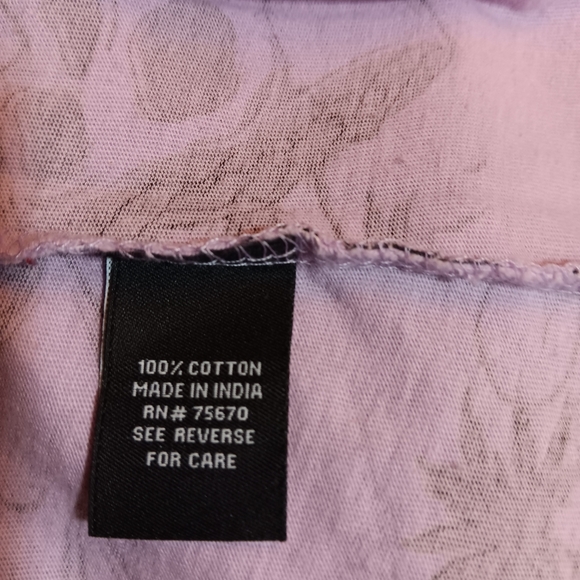 100% COTTON
MADE IN INDIA
RN# 75670
SEE REVERSE
FOR CARE